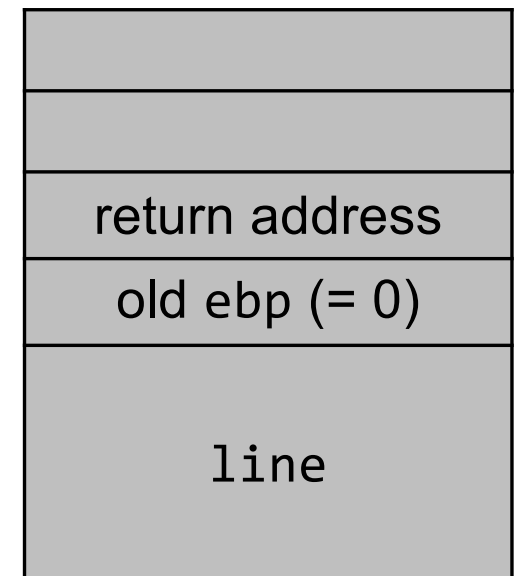 return address
old ebp (= 0)
line